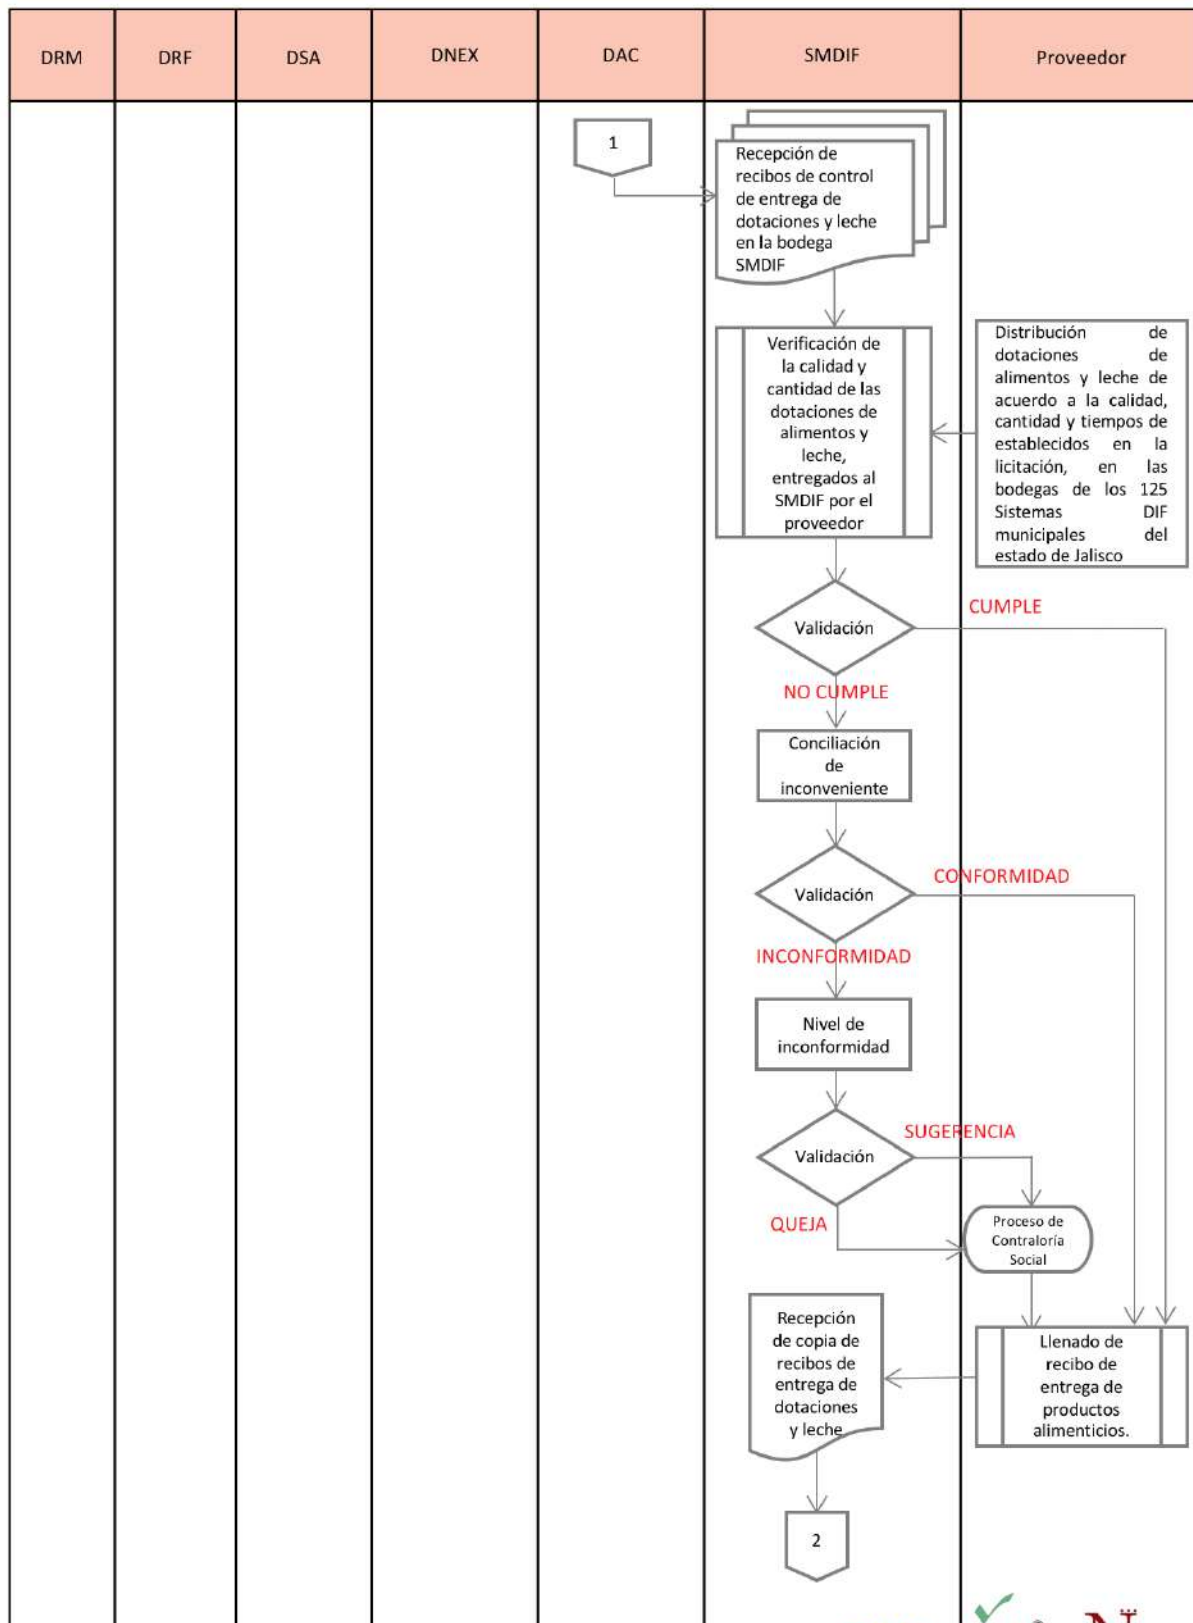 DRM DRF DSA DNEX DAC SMDIF Proveedor
1
Recepción de
recibos de control
de entrega de
dotaciones y leche
en la bodega
SMDIF
Verificación de
la calidad y
cantidad de las
dotaciones de
alimentos y
leche,
entregados al
SMDIF por el
proveedor
Distribución de
dotaciones de
alimentos y leche de
acuerdo a la calidad,
cantidad y tiempos de
establecidos en la
licitación, en las
bodegas de los 125
Sistemas DIF
municipales del
estado de Jalisco
Validación
CUMPLE
NO CUMPLE
Conciliación
de
inconveniente
Validación
CONFORMIDAD
INCONFORMIDAD
Nivel de
inconformidad
Validación
SUGERENCIA
QUEJA
Proceso de
Contraloría
Social
Llenado de
recibo de
entrega de
productos
alimenticios.
Recepción
de copia de
recibos de
entrega de
dotaciones
y leche
2